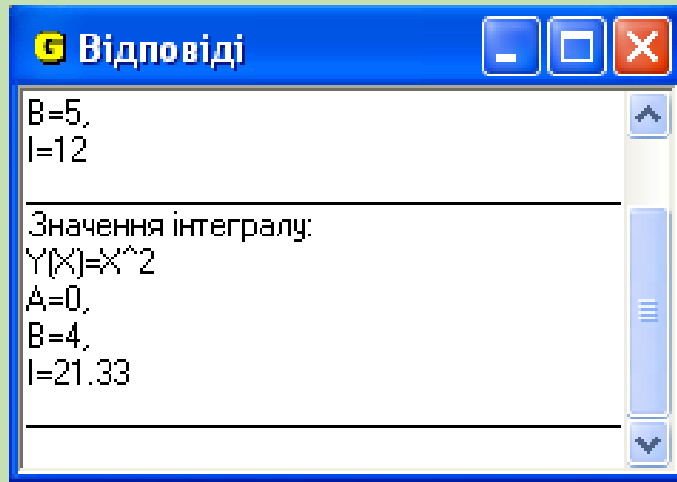 G Відповіді
B=5,
I=12
Значення інтегралу:
Y(X)=X^2
A=0,
B=4,
I=21.33